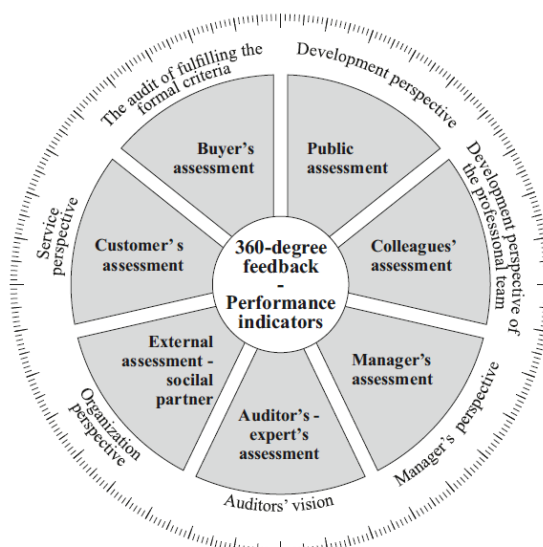 The audit of fulfilling the
formal criteria
Development perspective
Buyer's
assessment
Public
assessment
Development perspective of
the professional team
Service
perspective
Customer' s
assessment
360-degree
feedback
-
Performance
indicators
Colleagues'
assessment
External
assessment -
socilal
partner
Manager's
assessment
Organization
perspective
Auditor's -
expert's
assessment
Manager's perspective
Auditors' vision